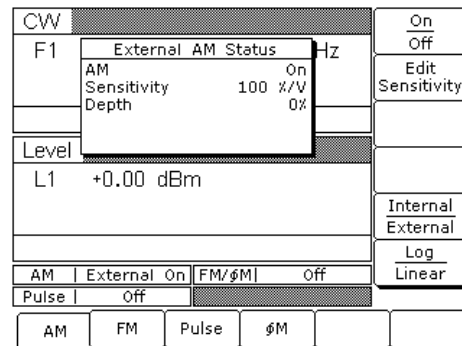 CW
F1 Hz
External AM Status
AM On
Sensitivity 100 %/V
Depth 0%
Level
L1 +0.00 dBm
On
Off
Edit
Sensitivity
Internal
External
Log
Linear
AM | External On FM/ϕM| Off
Pulse | Off
AM FM Pulse ϕM